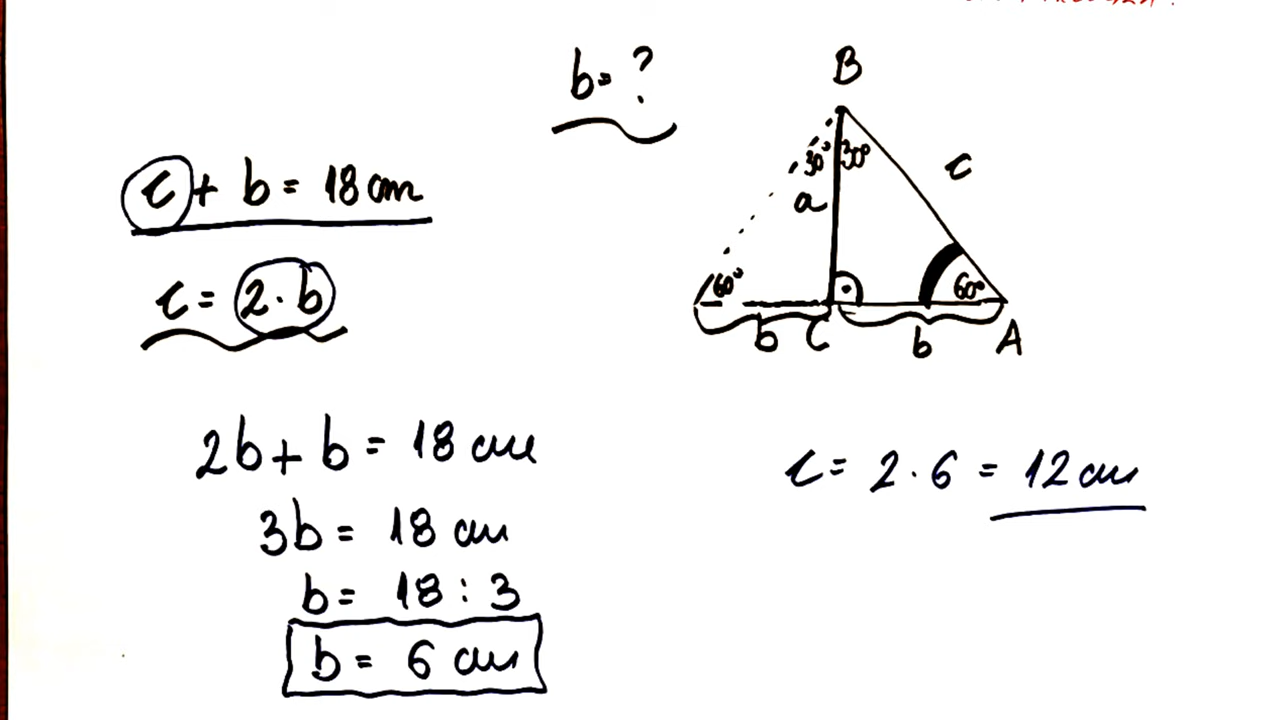 b = ?
B
c + b = 18 cm
30° 30°
c
a
c = 2 · b
60° 60°
b C b A
2b + b = 18 cm
c = 2 · 6 = 12 cm
3b = 18 cm
b = 18 : 3
b = 6 cm